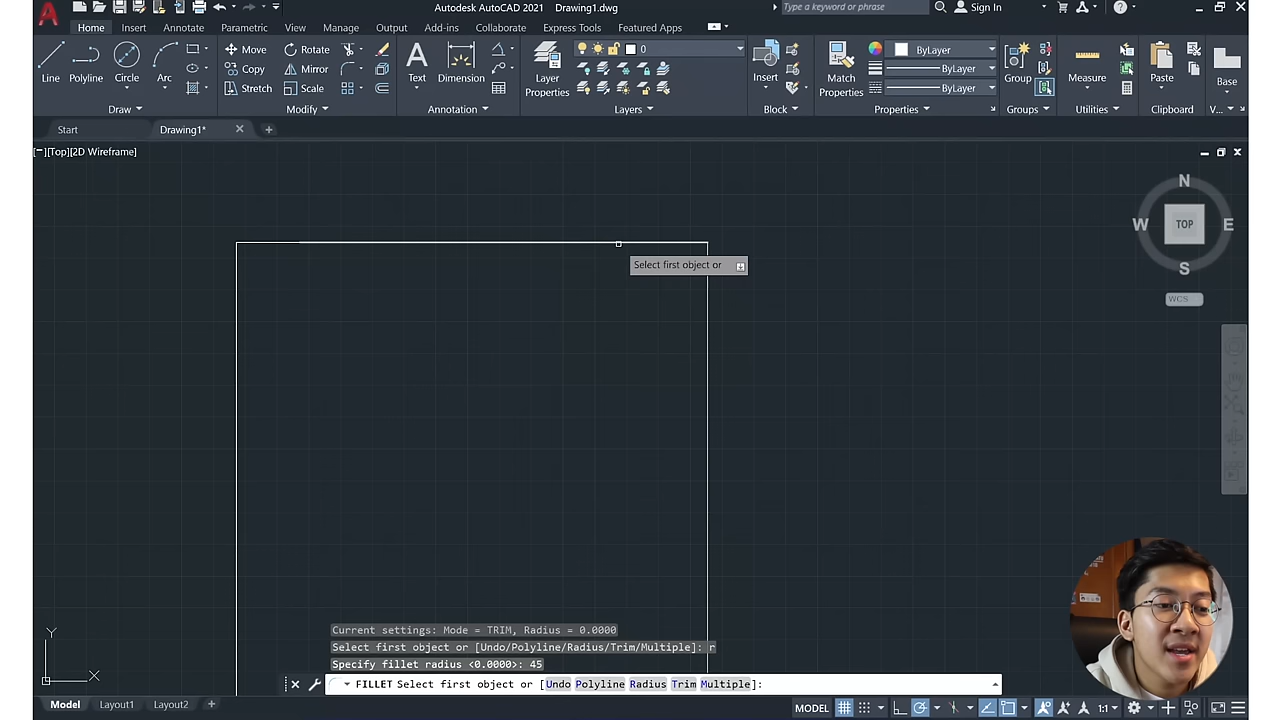 Autodesk AutoCAD 2021 Drawing1.dwg
Type a keyword or phrase
Sign In
Home Insert Annotate Parametric View Manage Output Add-ins Collaborate Express Tools Featured Apps
Line Polyline Circle Arc
Move Rotate
Copy Mirror
Stretch Scale
Text Dimension
Layer
Properties
0
Insert
Match
Properties
ByLayer
ByLayer
ByLayer
Group
Measure
Paste
Base
Draw Modify Annotation Layers Block Properties Groups Utilities Clipboard V...
Start Drawing1*
[−][Top][2D Wireframe]
N
W TOP E
S
WCS
Select first object or
Y
X
Current settings: Mode = TRIM, Radius = 0.0000
Select first object or [Undo/Polyline/Radius/Trim/Multiple]: r
Specify fillet radius <0.0000>: 45
FILLET Select first object or [Undo Polyline Radius Trim Multiple]:
Model Layout1 Layout2
MODEL
1:1